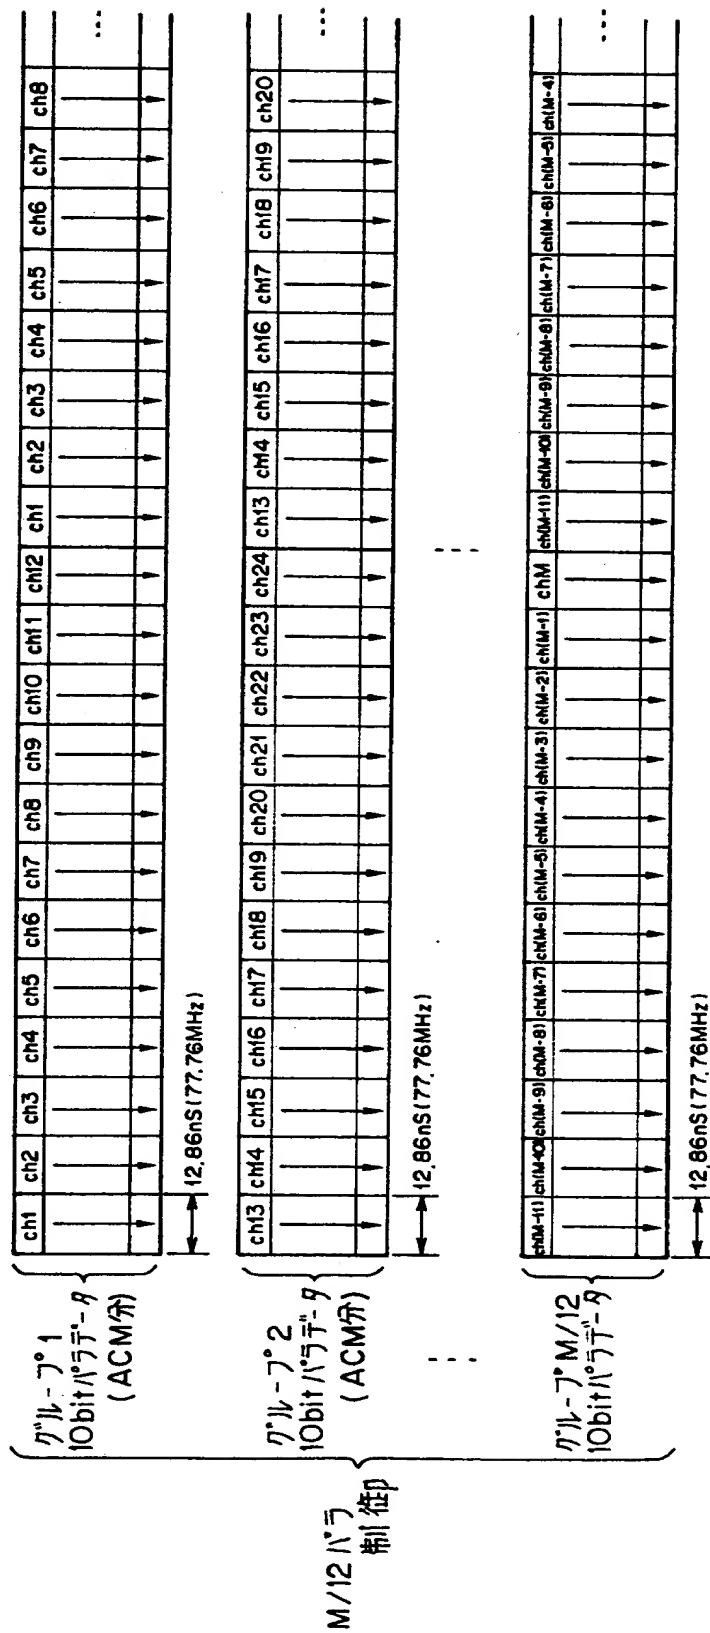 M/12パラ
制御
グループ1
10bitパラデータ
(ACM分)
ch1 ch2 ch3 ch4 ch5 ch6 ch7 ch8 ch9 ch10 ch11 ch12 ch1 ch2 ch3 ch4 ch5 ch6 ch7 ch8 ...
12.86nS(77.76MHz)
グループ2
10bitパラデータ
(ACM分)
ch13 ch14 ch15 ch16 ch17 ch18 ch19 ch20 ch21 ch22 ch23 ch24 ch13 ch14 ch15 ch16 ch17 ch18 ch19 ch20 ...
12.86nS(77.76MHz)
... ...
グループM/12
10bitパラデータ
ch(M-11) ch(M-10) ch(M-9) ch(M-8) ch(M-7) ch(M-6) ch(M-5) ch(M-4) ch(M-3) ch(M-2) ch(M-1) chM ch(M-11) ch(M-10) ch(M-9) ch(M-8) ch(M-7) ch(M-6) ch(M-5) ch(M-4) ...
12.86nS(77.76MHz)